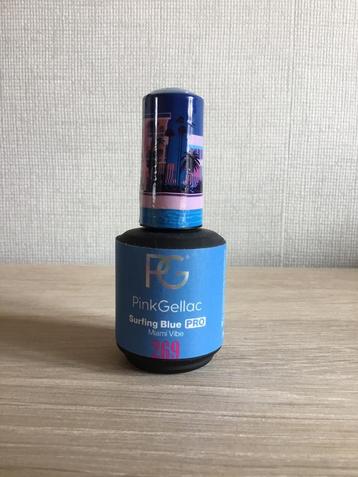 PG
PinkGellac
Surfing Blue PRO
Miami Vibe
269